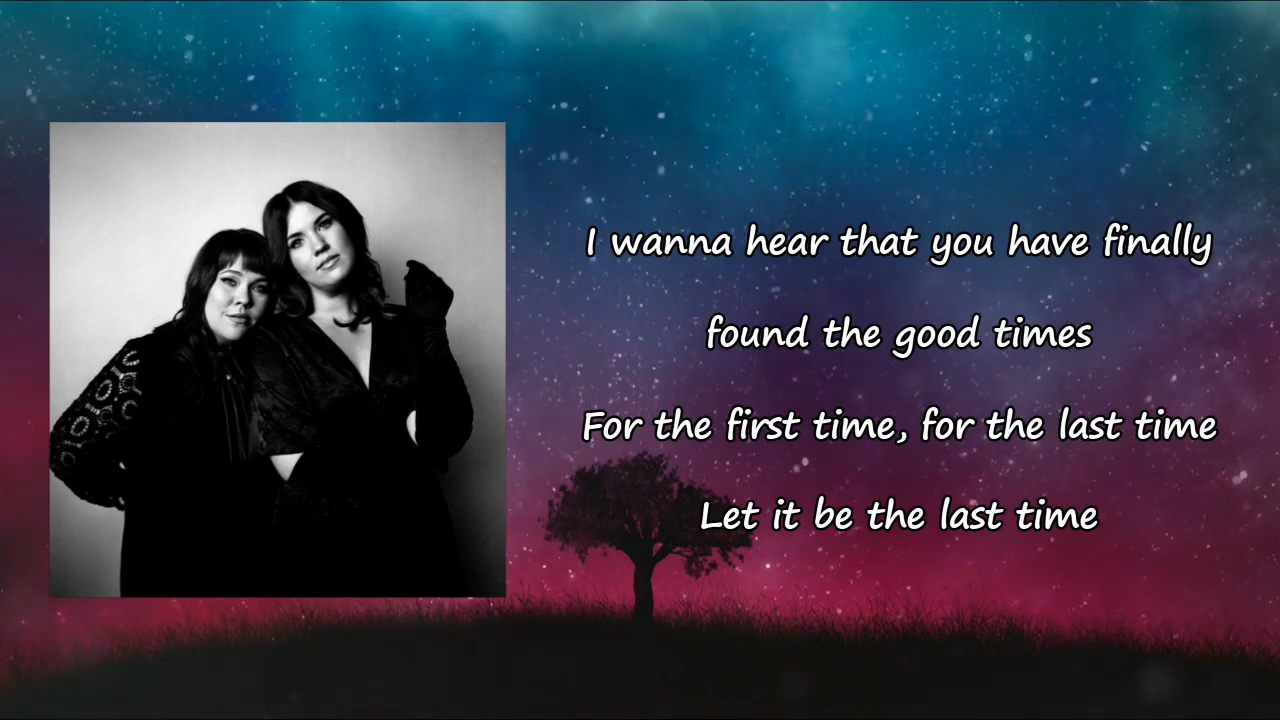 I wanna hear that you have finally
found the good times
For the first time, for the last time
Let it be the last time